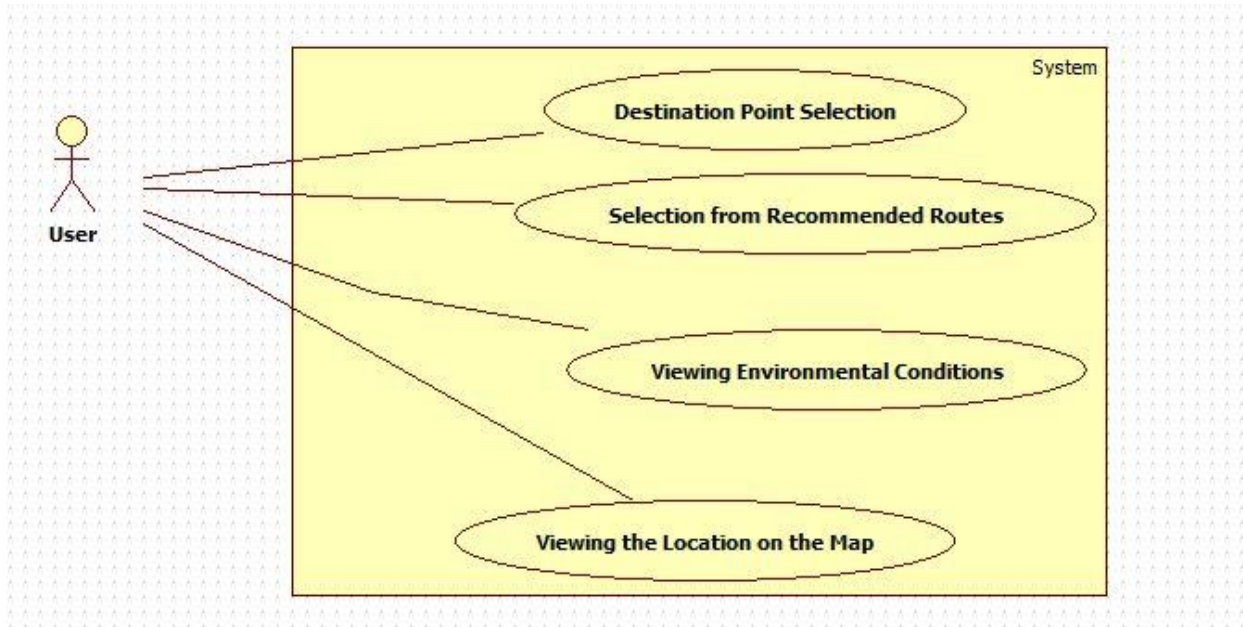 System
Destination Point Selection
Selection from Recommended Routes
User
Viewing Environmental Conditions
Viewing the Location on the Map